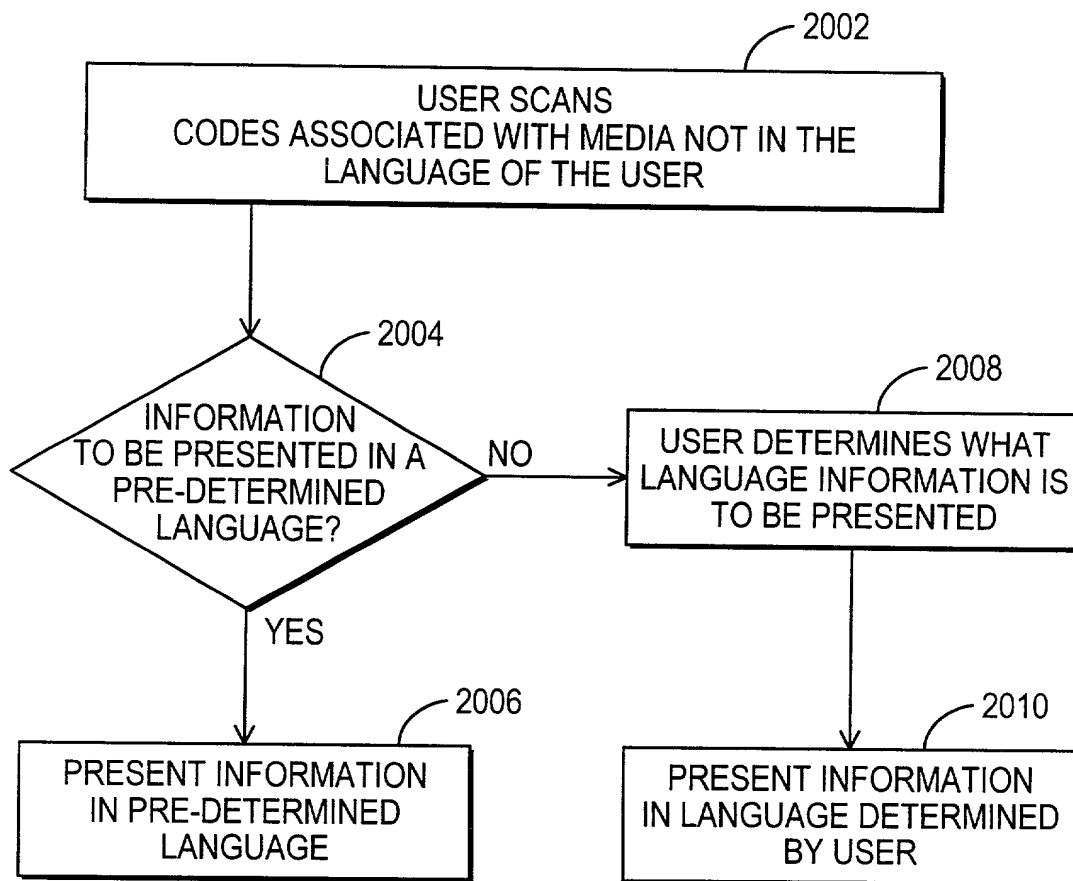 2002
USER SCANS
CODES ASSOCIATED WITH MEDIA NOT IN THE
LANGUAGE OF THE USER
2004
INFORMATION
TO BE PRESENTED IN A
PRE-DETERMINED
LANGUAGE?
NO
YES
2008
USER DETERMINES WHAT
LANGUAGE INFORMATION IS
TO BE PRESENTED
2006
PRESENT INFORMATION
IN PRE-DETERMINED
LANGUAGE
2010
PRESENT INFORMATION
IN LANGUAGE DETERMINED
BY USER